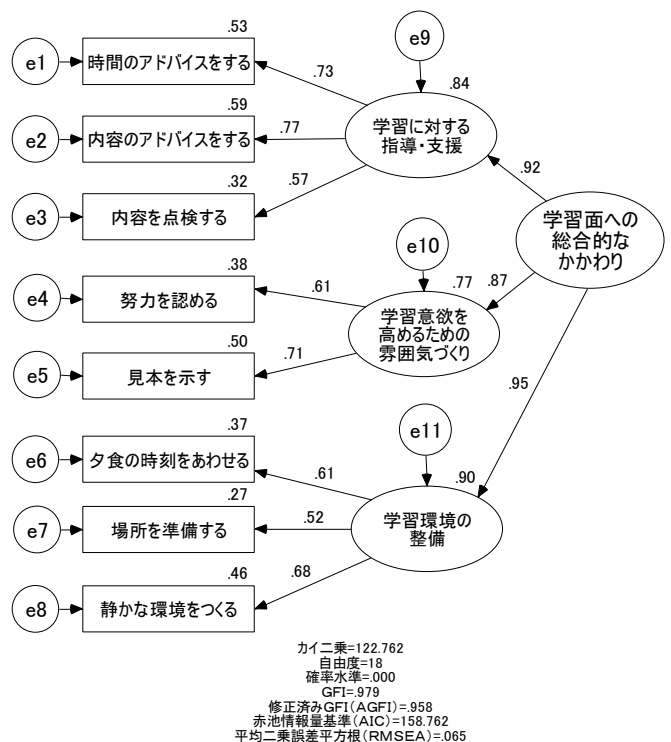 .53
e1
時間のアドバイスをする
.73
e9
.84
学習に対する
指導・支援
.59
e2
内容のアドバイスをする
.77
.32
e3
内容を点検する
.57
.92
学習面への
総合的な
かかわり
e10
.38
e4
努力を認める
.61
.77
.87
学習意欲を
高めるための
雰囲気づくり
.50
e5
見本を示す
.71
.95
.37
e6
夕食の時刻をあわせる
.61
e11
.90
学習環境の
整備
.27
e7
場所を準備する
.52
.46
e8
静かな環境をつくる
.68
カイ二乗=122.762
自由度=18
確率水準=.000
GFI=.979
修正済みGFI(AGFI)=.958
赤池情報量基準(AIC)=158.762
平均二乗誤差平方根(RMSEA)=.065